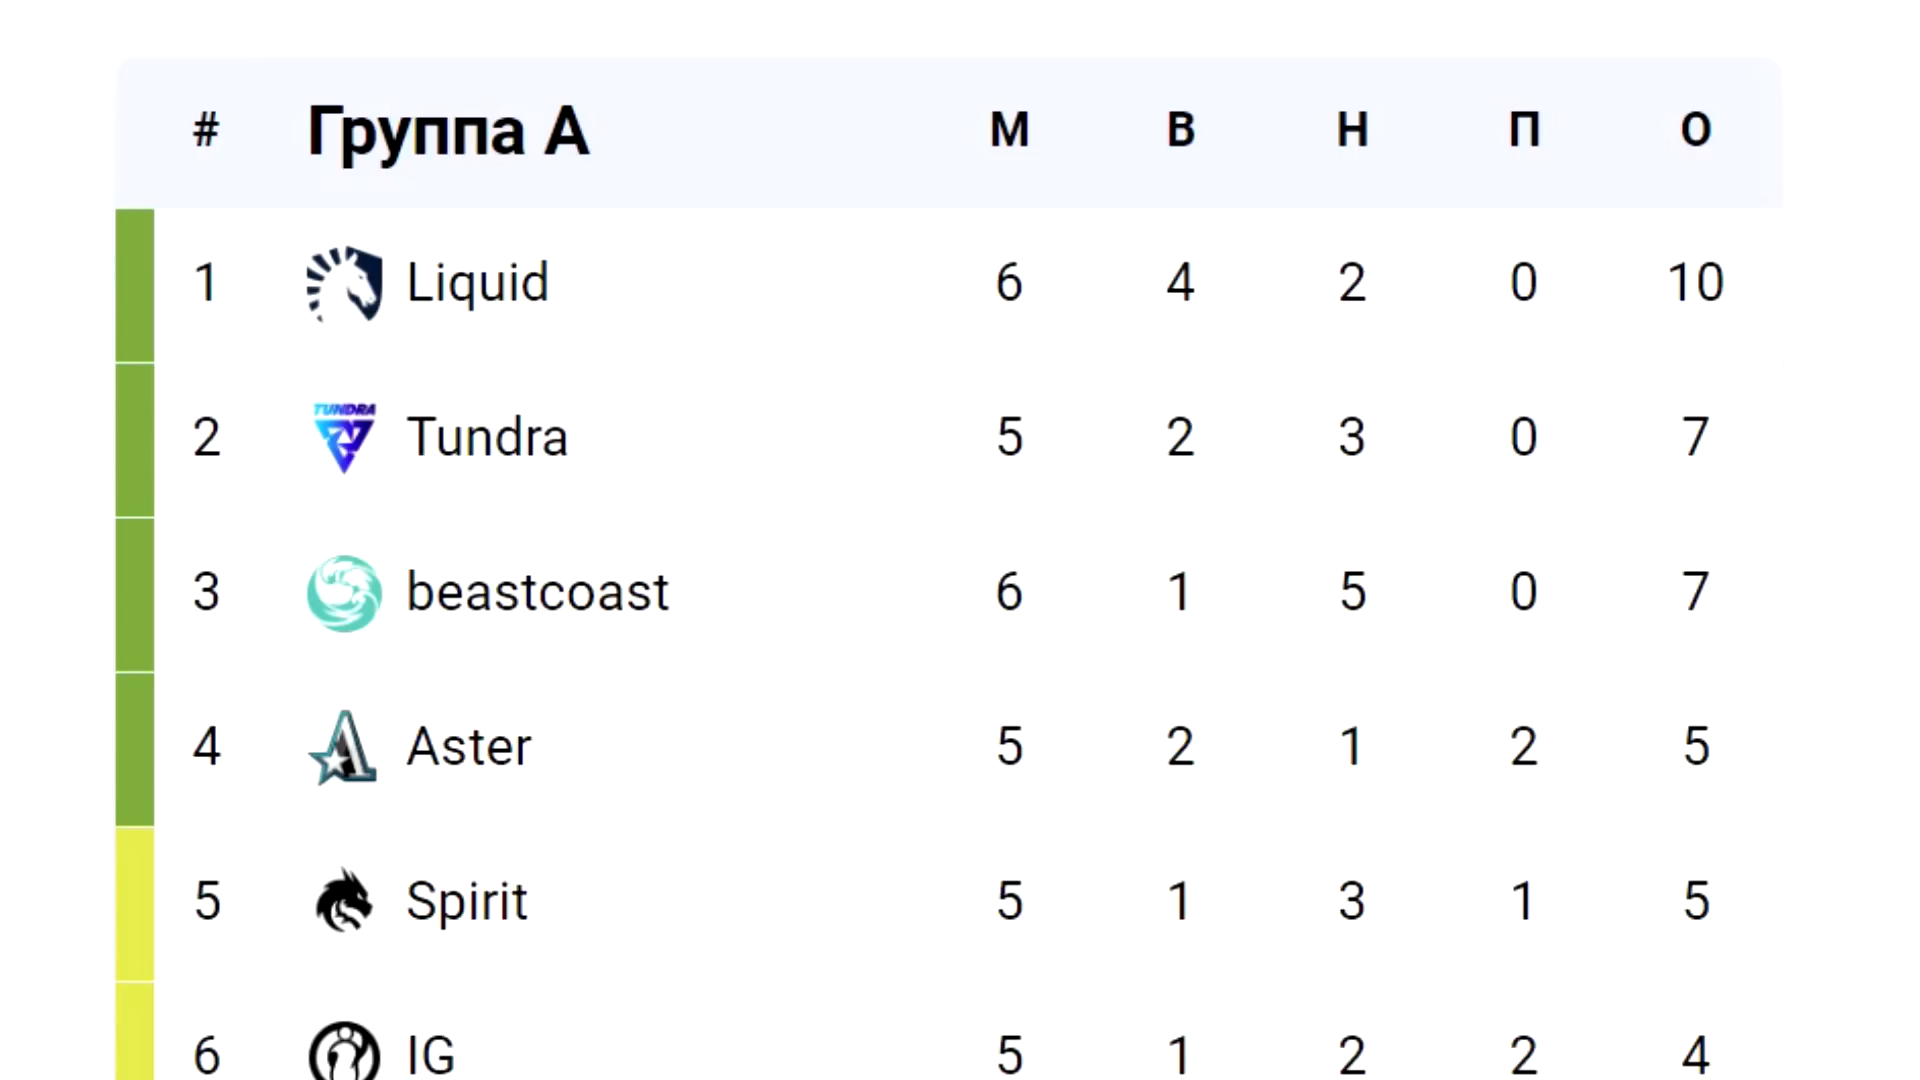 # Группа А М В Н П О
1 Liquid 6 4 2 0 10
2 TUNDRA Tundra 5 2 3 0 7
3 beastcoast 6 1 5 0 7
4 Aster 5 2 1 2 5
5 Spirit 5 1 3 1 5
6 IG 5 1 2 2 4